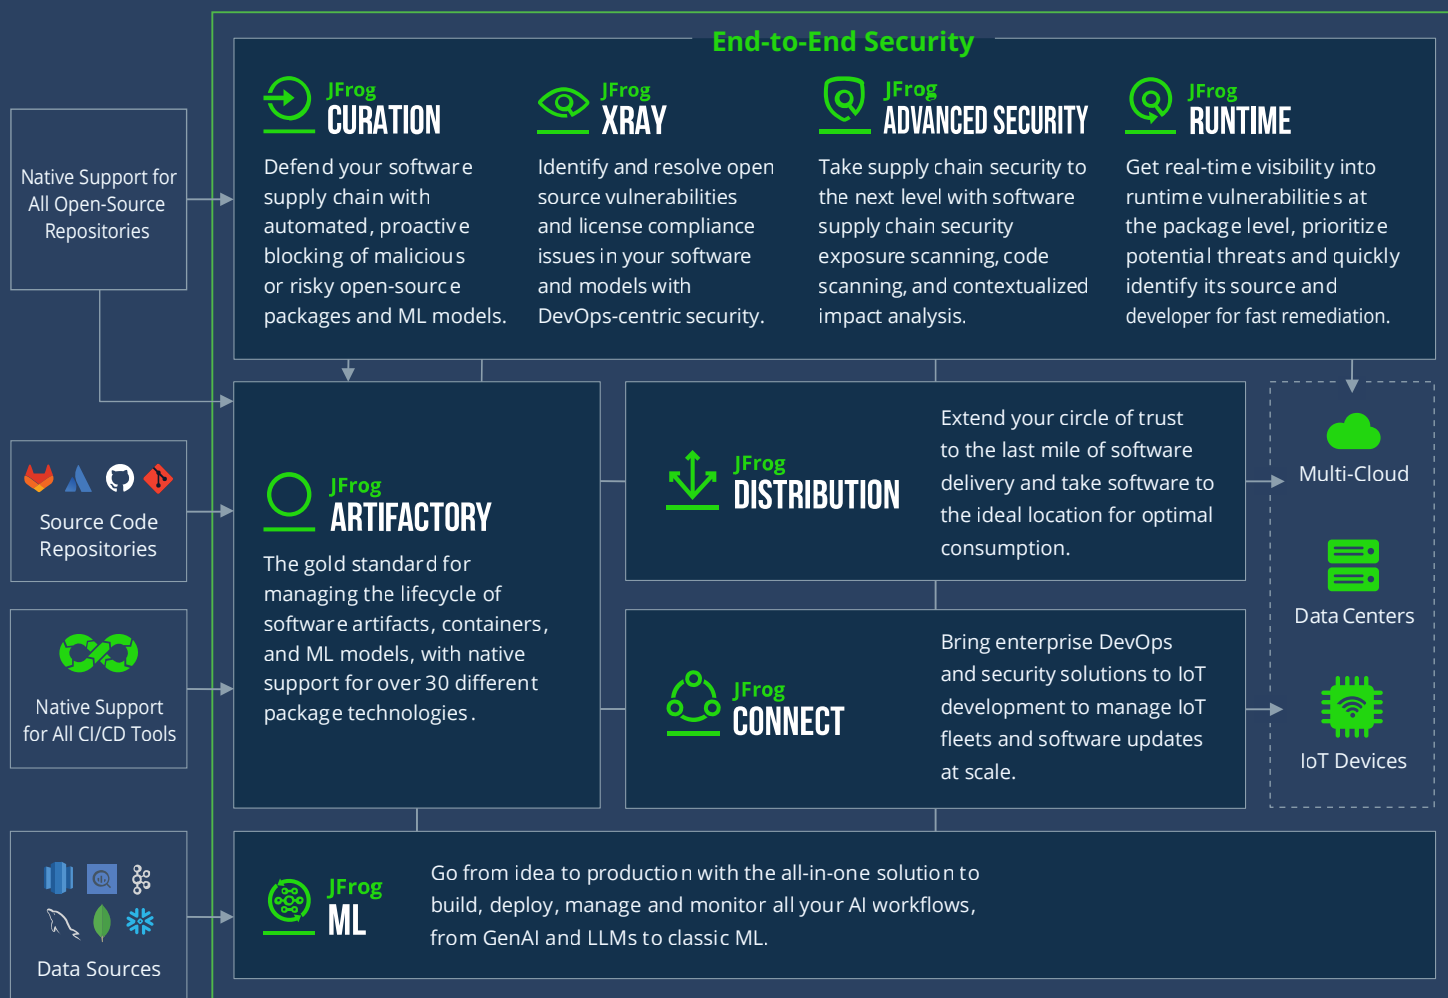 End-to-End Security
JFrog
CURATION
Defend your software
supply chain with
automated, proactive
blocking of malicious
or risky open-source
packages and ML models.
JFrog
XRAY
Identify and resolve open
source vulnerabilities
and license compliance
issues in your software
and models with
DevOps-centric security.
JFrog
ADVANCED SECURITY
Take supply chain security to
the next level with software
supply chain security
exposure scanning, code
scanning, and contextualized
impact analysis.
JFrog
RUNTIME
Get real-time visibility into
runtime vulnerabilities at
the package level, prioritize
potential threats and quickly
identify its source and
developer for fast remediation.
Native Support for
All Open-Source
Repositories
Source Code
Repositories
Native Support
for All CI/CD Tools
Data Sources
JFrog
ARTIFACTORY
The gold standard for
managing the lifecycle of
software artifacts, containers,
and ML models, with native
support for over 30 different
package technologies.
JFrog
DISTRIBUTION
Extend your circle of trust
to the last mile of software
delivery and take software to
the ideal location for optimal
consumption.
JFrog
CONNECT
Bring enterprise DevOps
and security solutions to IoT
development to manage IoT
fleets and software updates
at scale.
Multi-Cloud
Data Centers
IoT Devices
JFrog
ML
Go from idea to production with the all-in-one solution to
build, deploy, manage and monitor all your AI workflows,
from GenAI and LLMs to classic ML.